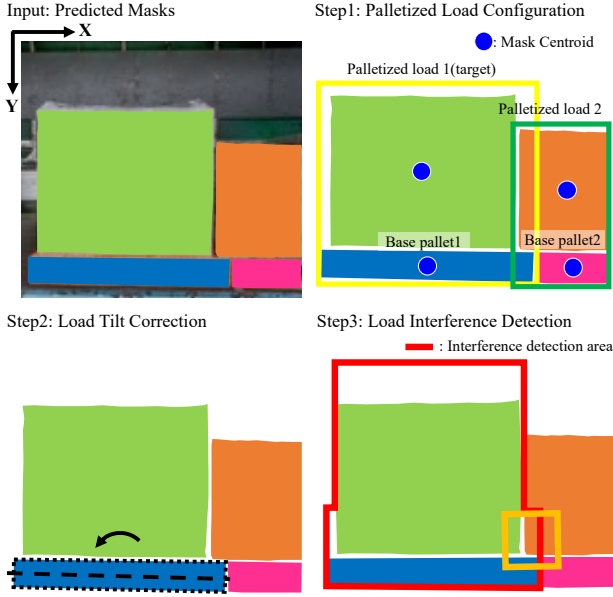 Input: Predicted Masks
X
Y
Step1: Palletized Load Configuration
: Mask Centroid
Palletized load 1(target)
Palletized load 2
Base pallet1
Base pallet2
Step2: Load Tilt Correction
Step3: Load Interference Detection
: Interference detection area